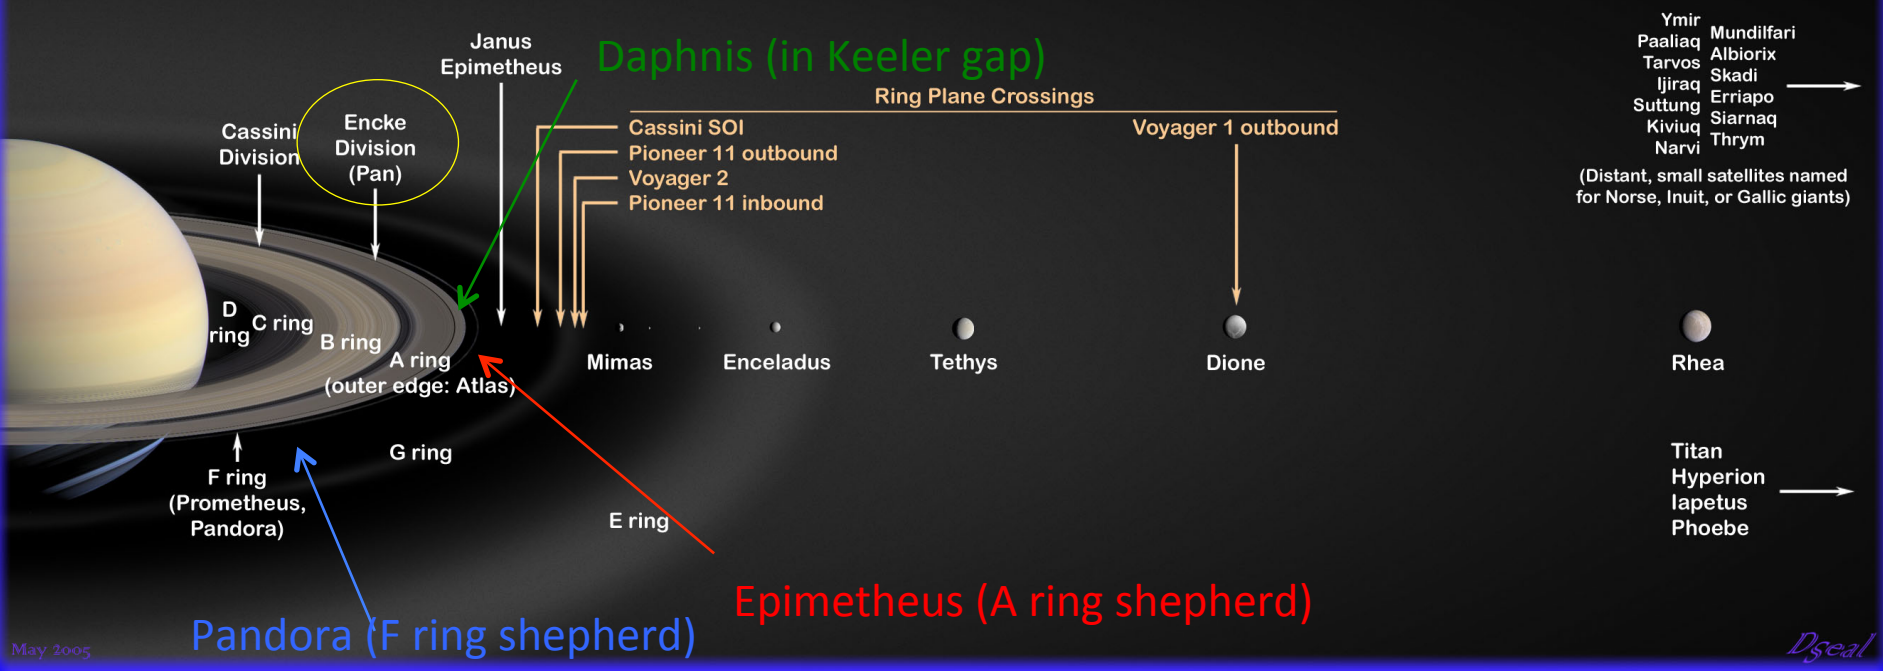 Janus
Epimetheus
Daphnis (in Keeler gap)
Ymir
Paaliaq
Tarvos
Ijiraq
Suttung
Kiviuq
Narvi
Mundilfari
Albiorix
Skadi
Erriapo
Siarnaq
Thrym
(Distant, small satellites named
for Norse, Inuit, or Gallic giants)
Ring Plane Crossings
Cassini SOI
Pioneer 11 outbound
Voyager 2
Pioneer 11 inbound
Voyager 1 outbound
Cassini
Division
Encke
Division
(Pan)
D
ring
C ring
B ring
A ring
(outer edge: Atlas)
Mimas
Enceladus
Tethys
Dione
Rhea
F ring
(Prometheus,
Pandora)
G ring
E ring
Titan
Hyperion
Iapetus
Phoebe
Epimetheus (A ring shepherd)
Pandora (F ring shepherd)
May 2005
Dseal